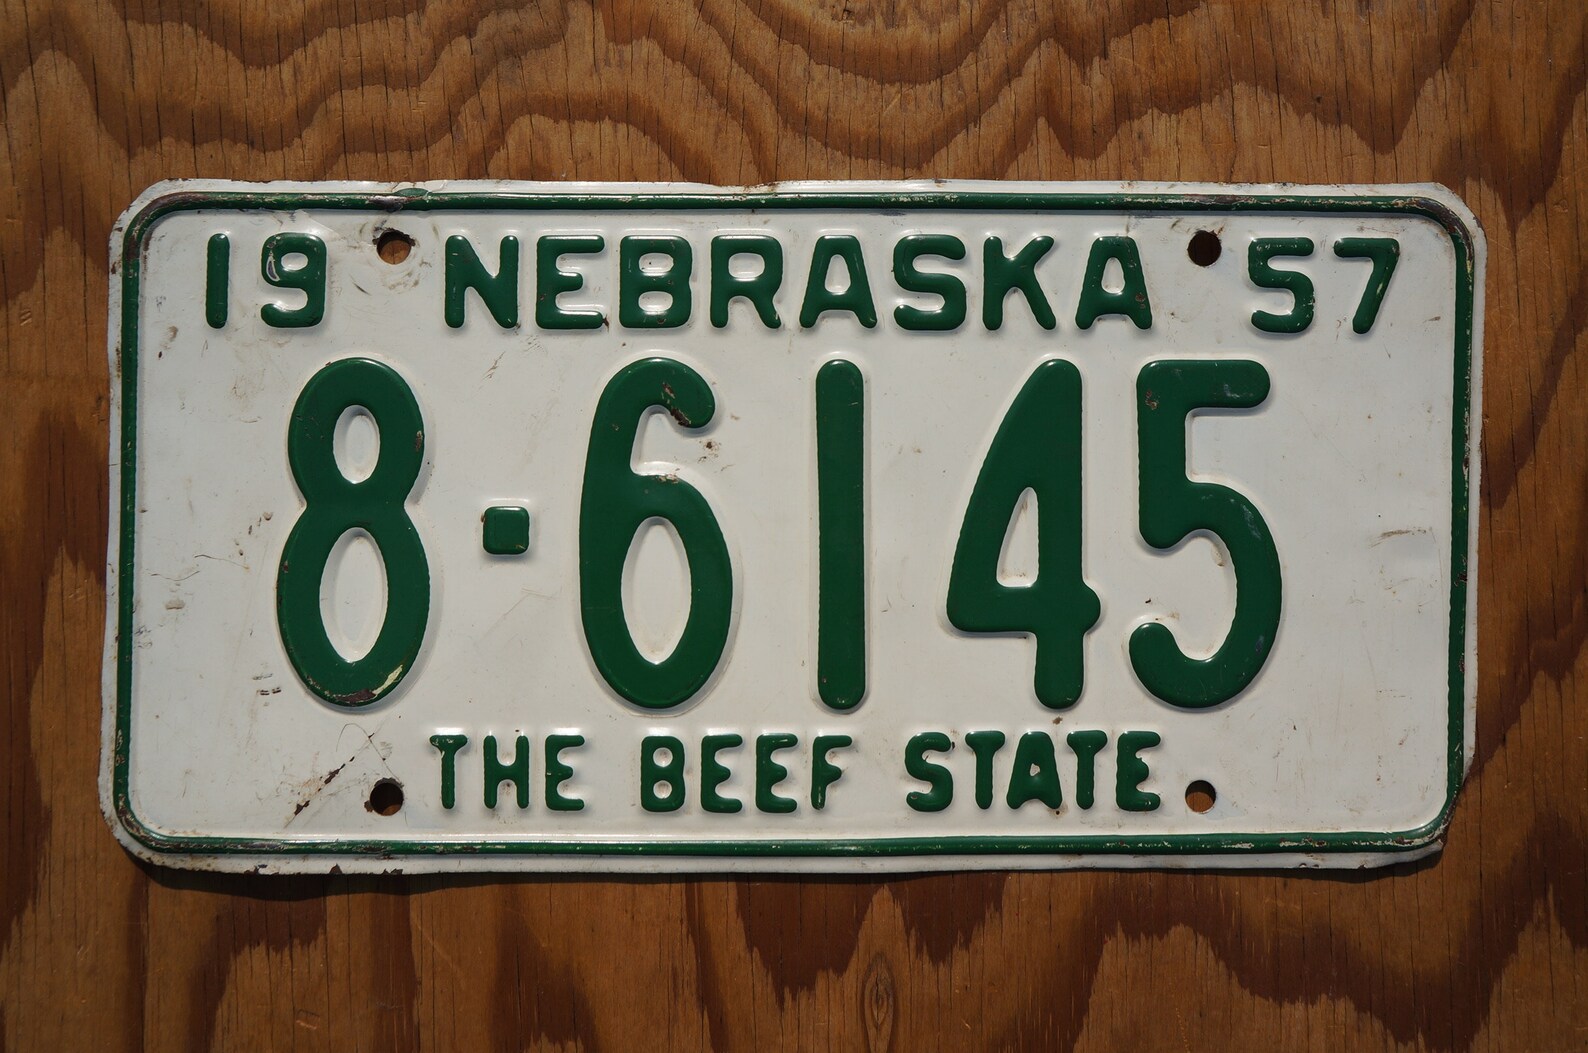 19 NEBRASKA 57
8-6145
THE BEEF STATE